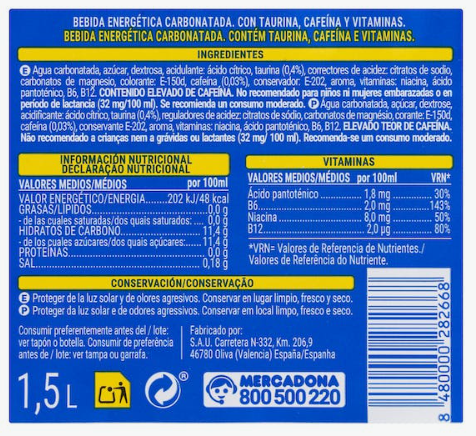 BEBIDA ENERGÉTICA CARBONATADA. CON TAURINA, CAFEÍNA Y VITAMINAS.
BEBIDA ENERGÉTICA CARBONATADA. CONTÉM TAURINA, CAFEÍNA E VITAMINAS.
INGREDIENTES
E Agua carbonatada, azúcar, dextrosa, acidulante: ácido cítrico, taurina (0,4%), correctores de acidez: citratos de sodio,
carbonatos de magnesio, colorante: E-150d, cafeína (0,03%), conservador: E-202, aroma, vitaminas: niacina, ácido
pantoténico, B6, B12. CONTENIDO ELEVADO DE CAFEÍNA. No recomendado para niños ni mujeres embarazadas o en
período de lactancia (32 mg/100 ml). Se recomienda un consumo moderado. P Água carbonatada, açúcar, dextrose,
acidificante: ácido cítrico, taurina (0,4%), reguladores de acidez: citratos de sódio, carbonatos de magnésio, corante: E-150d,
cafeína (0,03%), conservante E-202, aroma, vitaminas: niacina, ácido pantoténico, B6, B12. ELEVADO TEOR DE CAFEÍNA.
Não recomendado a crianças nem a grávidas ou lactantes (32 mg/ 100 ml). Recomenda-se um consumo moderado.
INFORMACIÓN NUTRICIONAL
DECLARAÇÃO NUTRICIONAL
VALORES MEDIOS/MÉDIOS por 100ml
VALOR ENERGÉTICO/ENERGIA......202 kJ/48 kcal
GRASAS/LÍPIDOS..........0,0 g
- de las cuales saturadas/dos quais saturados:.... 0,0 g
HIDRATOS DE CARBONO..........11,4 g
- de los cuales azúcares/dos quais açúcares:......11,4 g
PROTEÍNAS..........0,0 g
SAL..........0,18 g
VITAMINAS
VALORES MEDIOS/MÉDIOS por 100ml VRN*
Ácido pantoténico..........1,8 mg..........30%
B6..........2,0 mg..........143%
Niacina..........8,0 mg..........50%
B12..........2,0 µg..........80%
*VRN= Valores de Referencia de Nutrientes./
Valores de Referência do Nutriente.
CONSERVACIÓN/CONSERVAÇÃO
E Proteger de la luz solar y de olores agresivos. Conservar en lugar limpio, fresco y seco.
P Proteger da luz solar e de odores agressivos. Conservar em local limpo, fresco e seco.
Consumir preferentemente antes del / lote:
ver tapón o botella. Consumir de preferência
antes de / lote: ver tampa ou garrafa.
Fabricado por:
S.A.U. Carretera N-332, Km. 206,9
46780 Oliva (Valencia) España/Espanha
1,5 L
MERCADONA
800 500 220
8 480000 282668